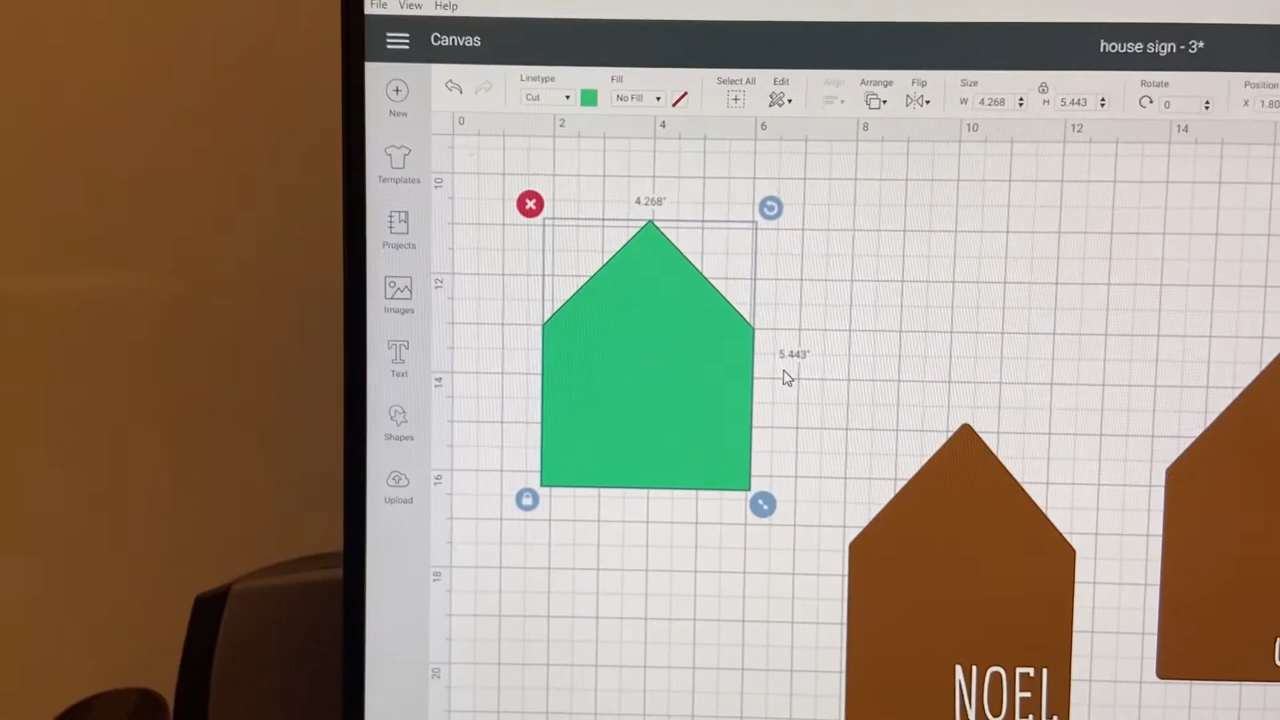 File View Help
Canvas
house sign - 3*
Linetype
Fill
Select All
Edit
Align
Arrange
Flip
Size
Rotate
Position
Cut
No Fill
W 4.268
H 5.443
0
X 1.80
New
Templates
Projects
Images
Text
Shapes
Upload
0 2 4 6 8 10 12 14
10
12
14
16
18
20
4.268"
5.443"
NOEL